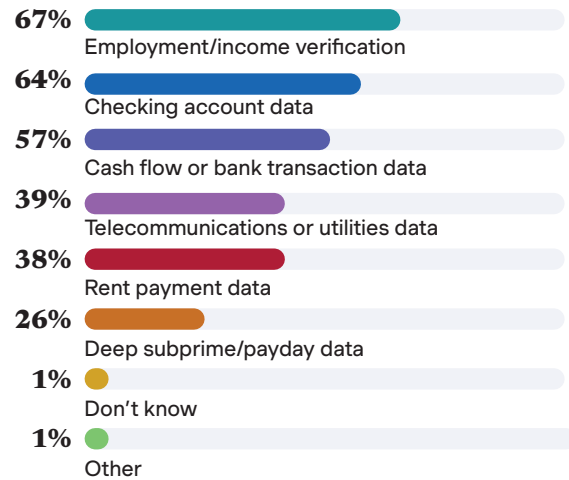 67%
Employment/income verification
64%
Checking account data
57%
Cash flow or bank transaction data
39%
Telecommunications or utilities data
38%
Rent payment data
26%
Deep subprime/payday data
1%
Don’t know
1%
Other